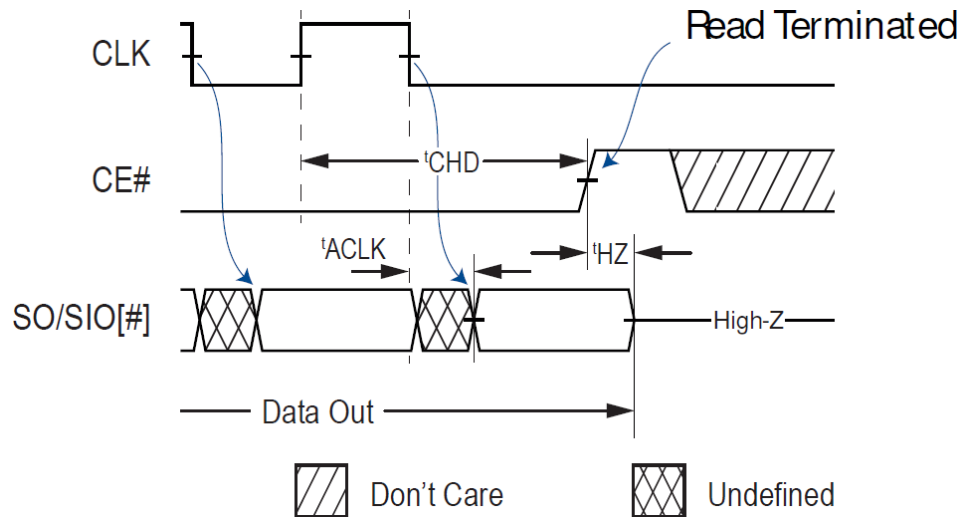 Read Terminated
CLK
tCHD
CE#
tACLK
tHZ
SO/SIO[#]
High-Z
Data Out
Don't Care
Undefined